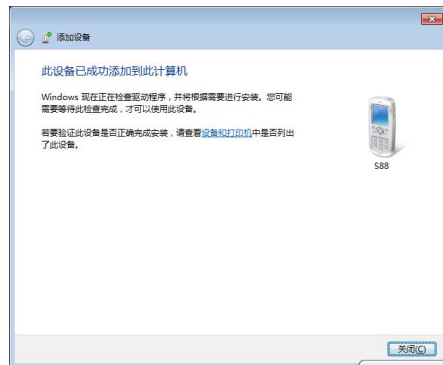 添加设备
此设备已成功添加到此计算机
Windows 现在正在检查驱动程序，并将根据需要进行安装。您可能
需要等待此检查完成，才可以使用此设备。
若要验证此设备是否正确完成安装，请查看设备和打印机中是否列出
了此设备。
S88
关闭(C)